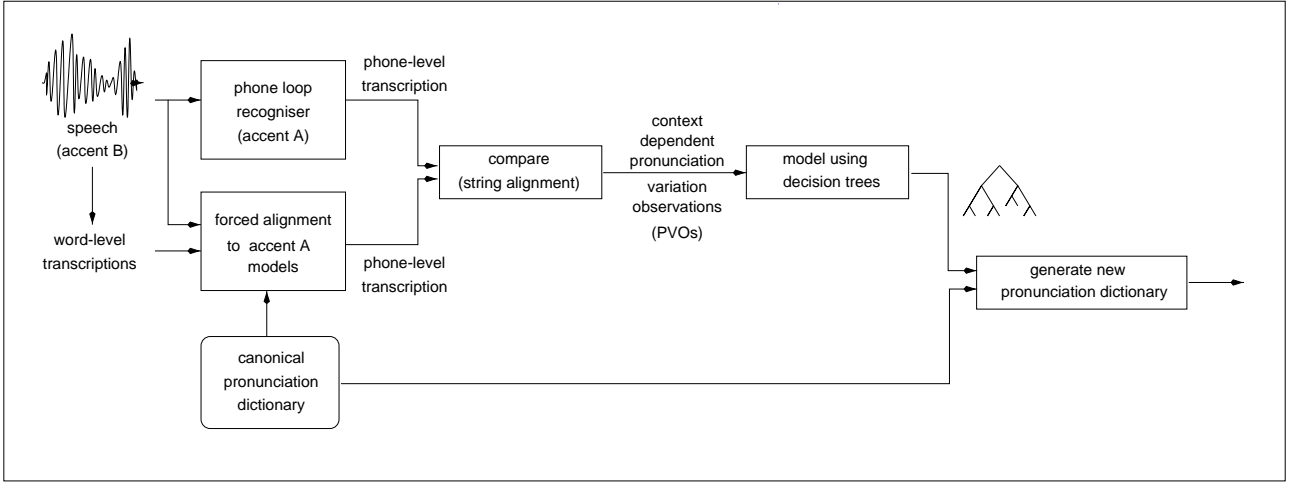 speech
(accent B)
word-level
transcriptions
phone loop
recogniser
(accent A)
forced alignment
to accent A
models
canonical
pronunciation
dictionary
phone-level
transcription
phone-level
transcription
compare
(string alignment)
context
dependent
pronunciation
variation
observations
(PVOs)
model using
decision trees
generate new
pronunciation dictionary